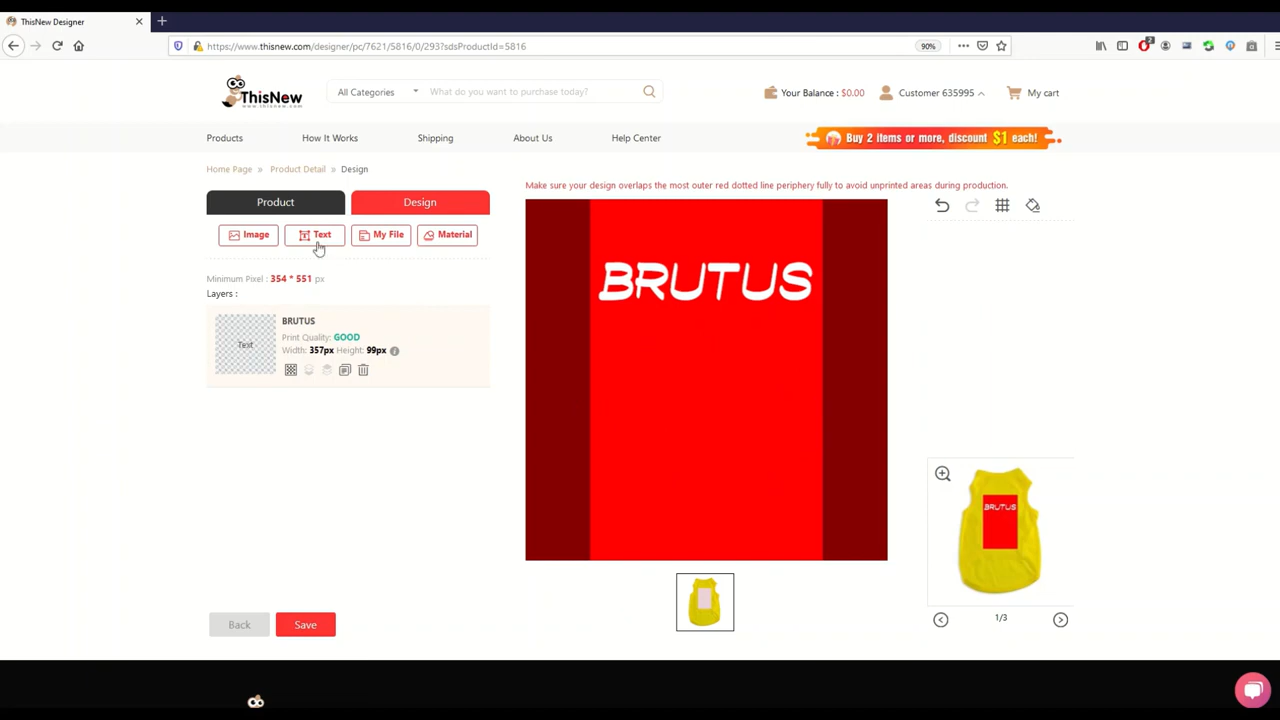 ThisNew Designer
https://www.thisnew.com/designer/pc/7621/5816/0/293?sdsProductId=5816
90%
2
ThisNew
www.thisnew.com
All Categories
What do you want to purchase today?
Your Balance : $0.00
Customer 635995
My cart
Products
How It Works
Shipping
About Us
Help Center
Buy 2 items or more, discount $1 each!
Home Page » Product Detail » Design
Make sure your design overlaps the most outer red dotted line periphery fully to avoid unprinted areas during production.
Product
Design
Image
Text
My File
Material
Minimum Pixel : 354 * 551 px
Layers :
Text
BRUTUS
Print Quality: GOOD
Width: 357px Height: 99px
BRUTUS
BRUTUS
1/3
Back
Save